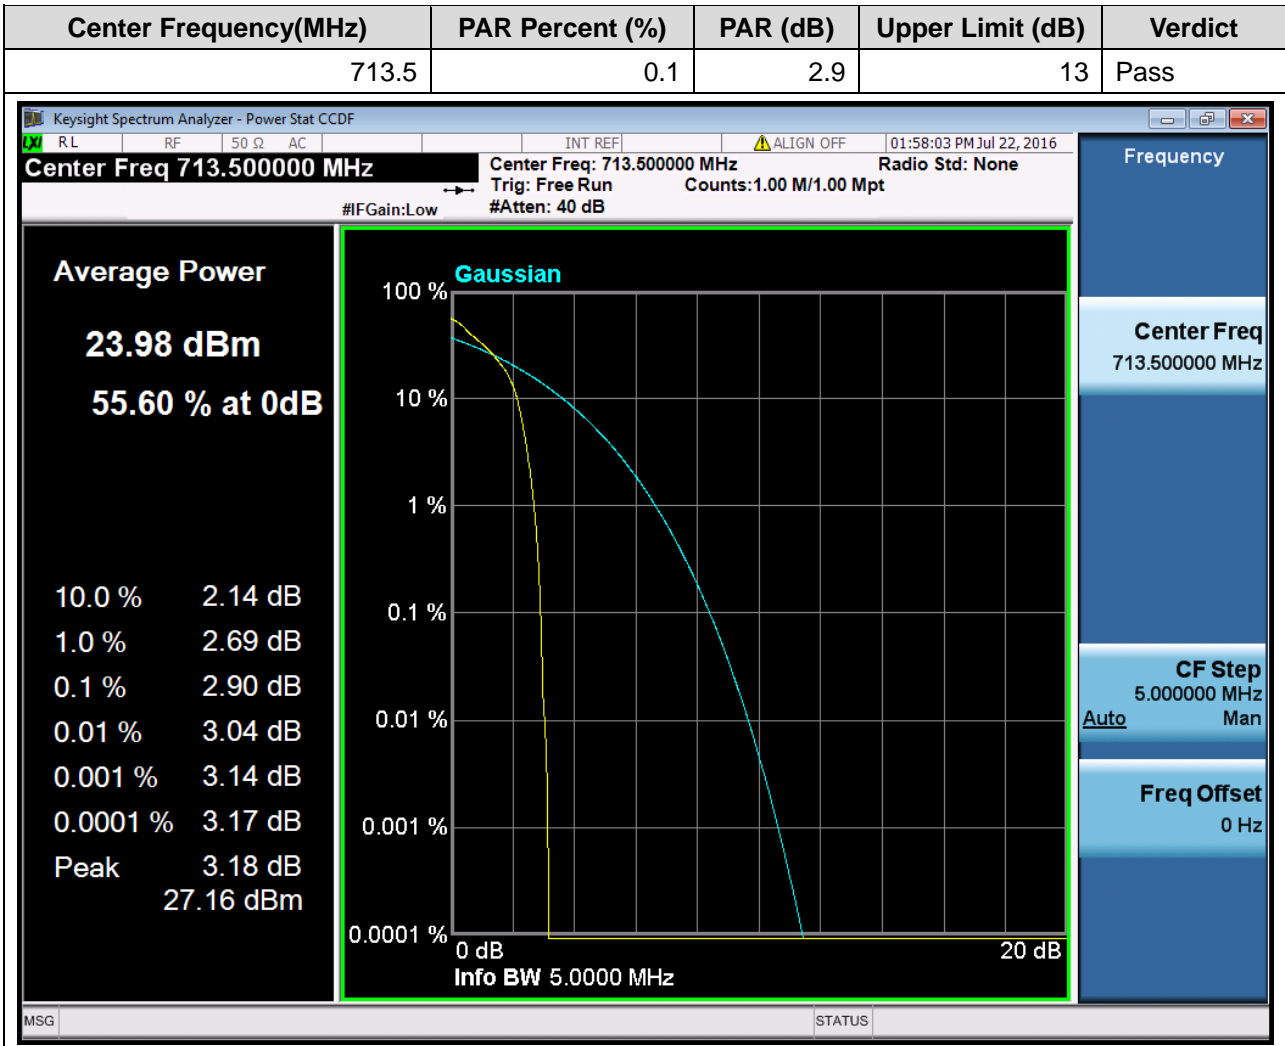 Center Frequency(MHz) PAR Percent (%) PAR (dB) Upper Limit (dB) Verdict
713.5 0.1 2.9 13 Pass
Keysight Spectrum Analyzer - Power Stat CCDF
LXI RL RF 50 Ω AC INT REF ALIGN OFF 01:58:03 PM Jul 22, 2016
Center Freq 713.500000 MHz
Center Freq: 713.500000 MHz Radio Std: None
Trig: Free Run Counts:1.00 M/1.00 Mpt
#IFGain:Low #Atten: 40 dB
Average Power
23.98 dBm
55.60 % at 0dB
10.0 % 2.14 dB
1.0 % 2.69 dB
0.1 % 2.90 dB
0.01 % 3.04 dB
0.001 % 3.14 dB
0.0001 % 3.17 dB
Peak 3.18 dB
27.16 dBm
Gaussian
100 %
10 %
1 %
0.1 %
0.01 %
0.001 %
0.0001 %
0 dB 20 dB
Info BW 5.0000 MHz
Frequency
Center Freq
713.500000 MHz
CF Step
5.000000 MHz
Auto Man
Freq Offset
0 Hz
MSG STATUS